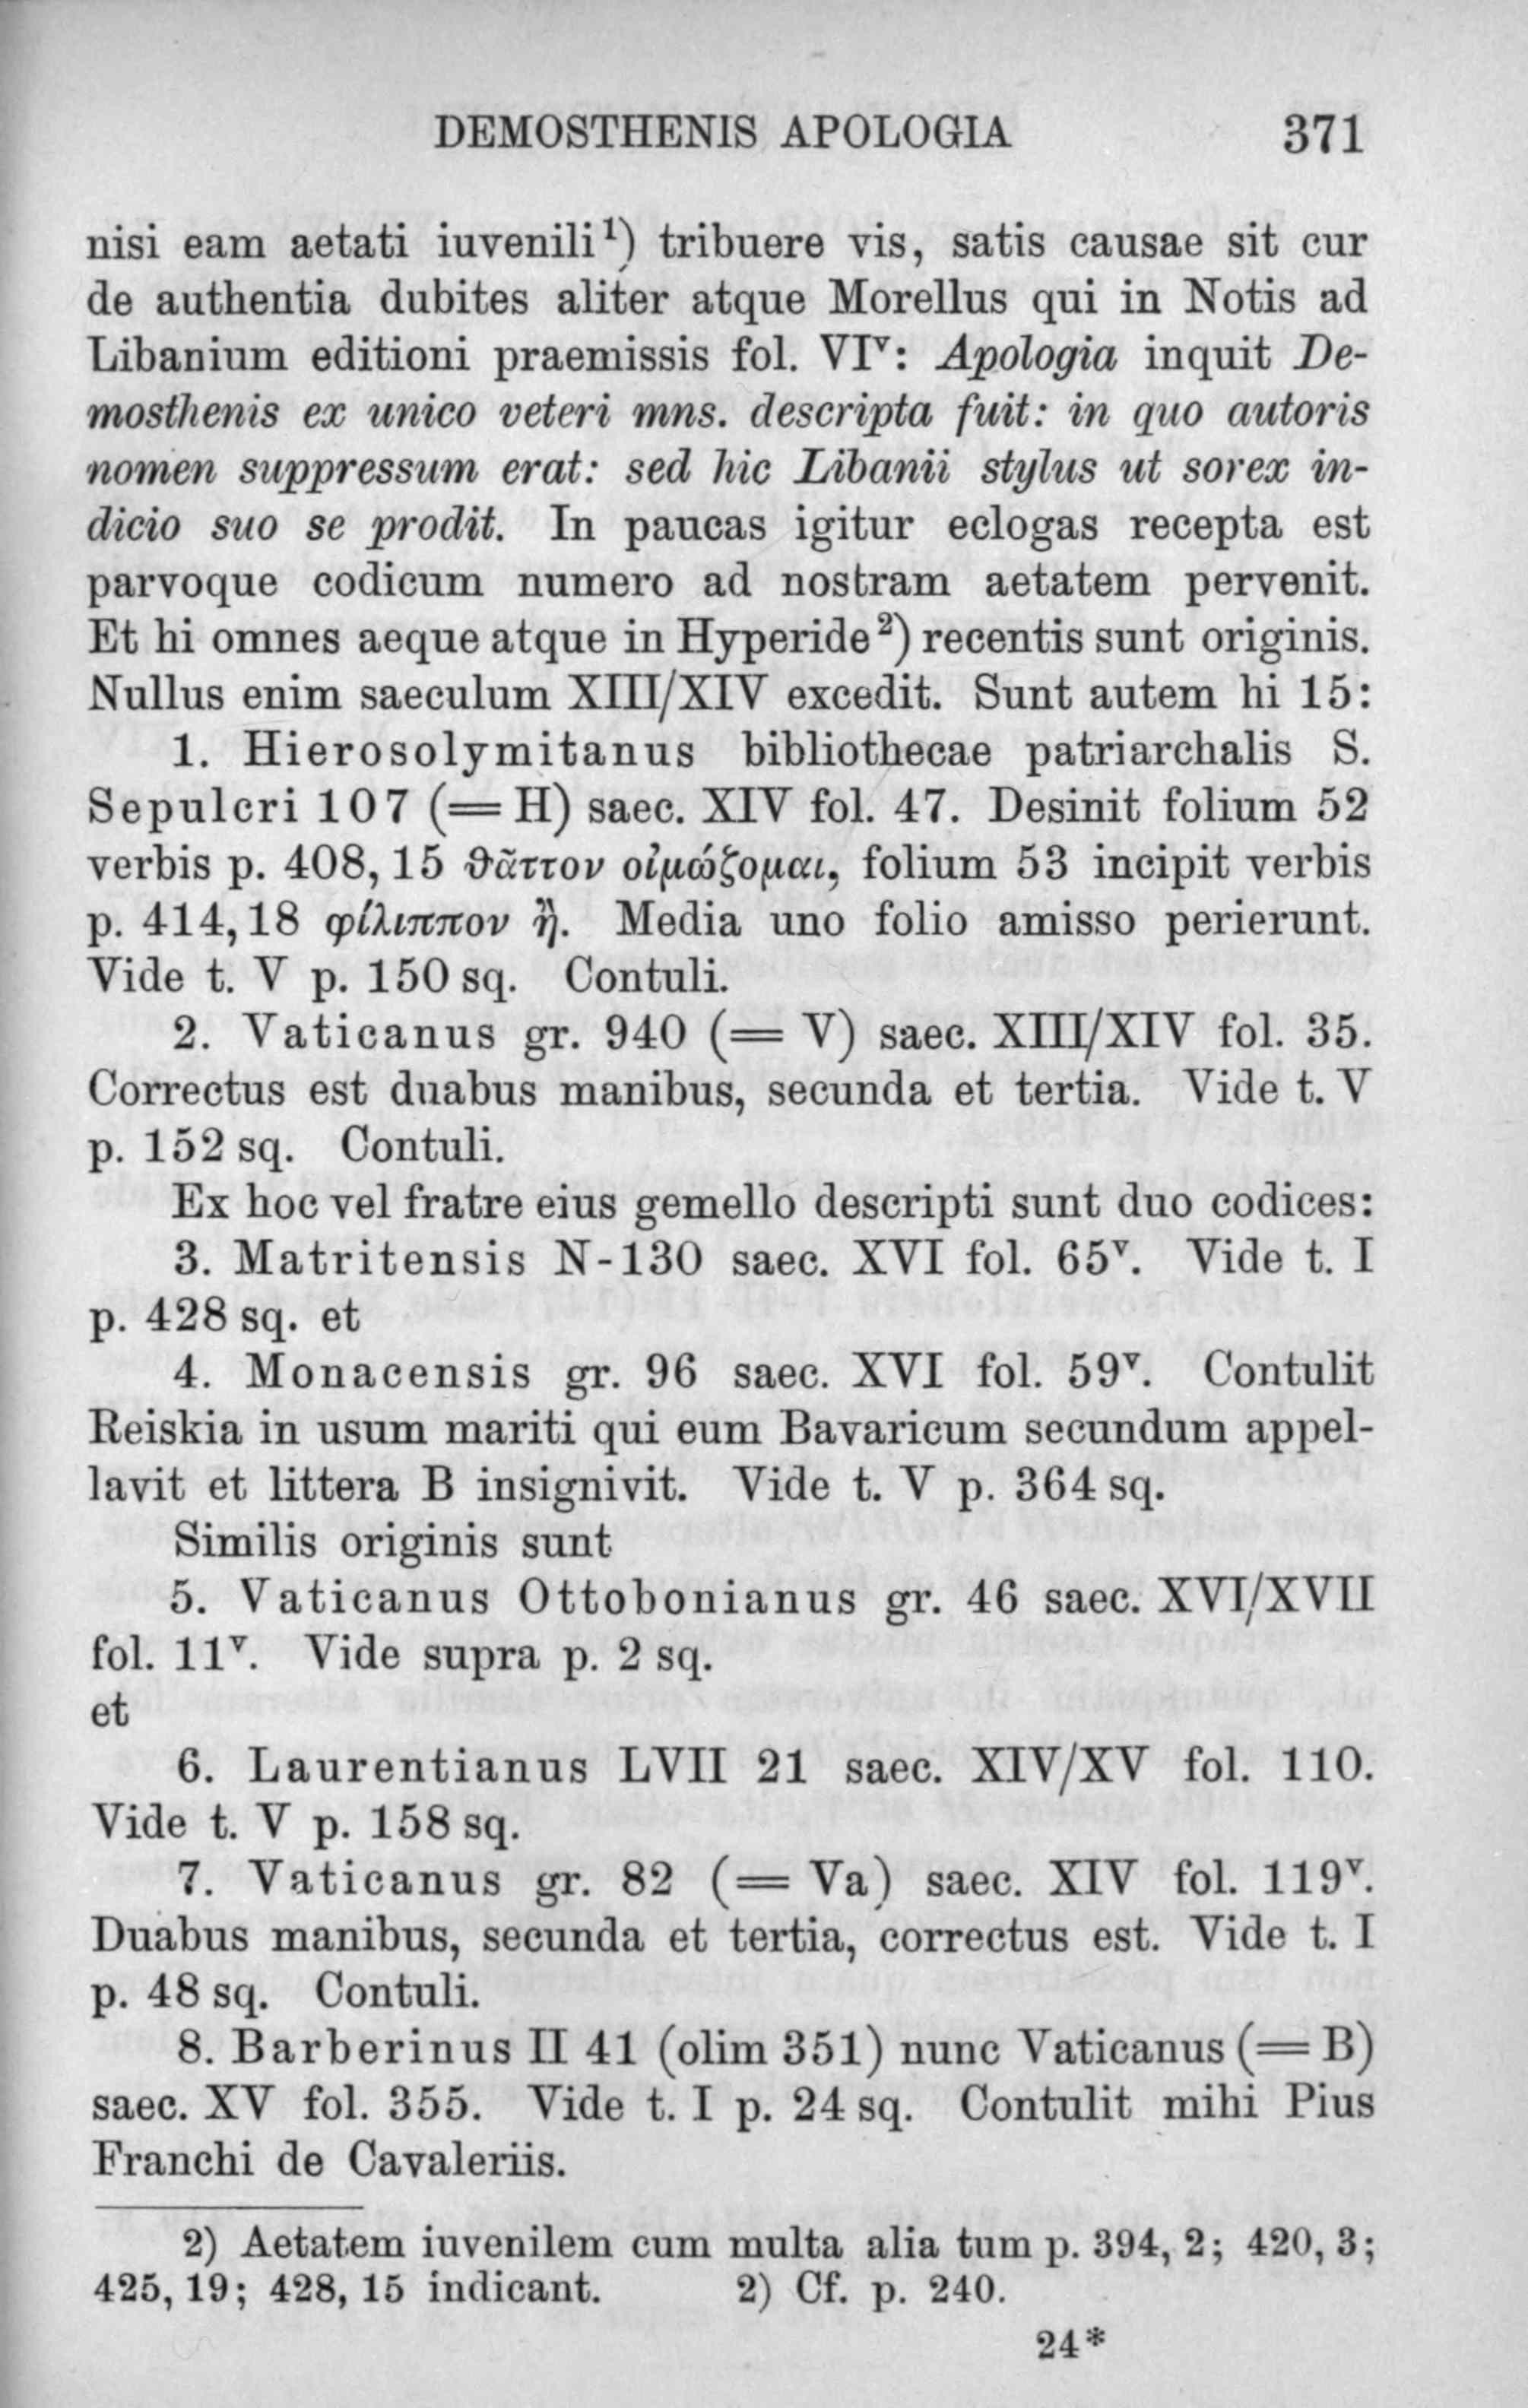 DEMOSTHENIS APOLOGIA 371
nisi eam aetati iuvenili¹) tribuere vis, satis causae sit cur
de authentia dubites aliter atque Morellus qui in Notis ad
Libanium editioni praemissis fol. VIᵛ: Apologia inquit De-
mosthenis ex unico veteri mns. descripta fuit: in quo autoris
nomen suppressum erat: sed hic Libanii stylus ut sorex in-
dicio suo se prodit. In paucas igitur eclogas recepta est
parvoque codicum numero ad nostram aetatem pervenit.
Et hi omnes aeque atque in Hyperide²) recentis sunt originis.
Nullus enim saeculum XIII/XIV excedit. Sunt autem hi 15:
1. Hierosolymitanus bibliothecae patriarchalis S.
Sepulcri 107 (= H) saec. XIV fol. 47. Desinit folium 52
verbis p. 408, 15 θᾶττον οἰμώζομαι, folium 53 incipit verbis
p. 414, 18 φίλιππον ἢ. Media uno folio amisso perierunt.
Vide t. V p. 150 sq. Contuli.
2. Vaticanus gr. 940 (= V) saec. XIII/XIV fol. 35.
Correctus est duabus manibus, secunda et tertia. Vide t. V
p. 152 sq. Contuli.
Ex hoc vel fratre eius gemello descripti sunt duo codices:
3. Matritensis N-130 saec. XVI fol. 65ᵛ. Vide t. I
p. 428 sq. et
4. Monacensis gr. 96 saec. XVI fol. 59ᵛ. Contulit
Reiskia in usum mariti qui eum Bavaricum secundum appel-
lavit et littera B insignivit. Vide t. V p. 364 sq.
Similis originis sunt
5. Vaticanus Ottobonianus gr. 46 saec. XVI/XVII
fol. 11ᵛ. Vide supra p. 2 sq.
et
6. Laurentianus LVII 21 saec. XIV/XV fol. 110.
Vide t. V p. 158 sq.
7. Vaticanus gr. 82 (= Va) saec. XIV fol. 119ᵛ.
Duabus manibus, secunda et tertia, correctus est. Vide t. I
p. 48 sq. Contuli.
8. Barberinus II 41 (olim 351) nunc Vaticanus (= B)
saec. XV fol. 355. Vide t. I p. 24 sq. Contulit mihi Pius
Franchi de Cavaleriis.
2) Aetatem iuvenilem cum multa alia tum p. 394, 2; 420, 3;
425, 19; 428, 15 indicant. 2) Cf. p. 240.
24*